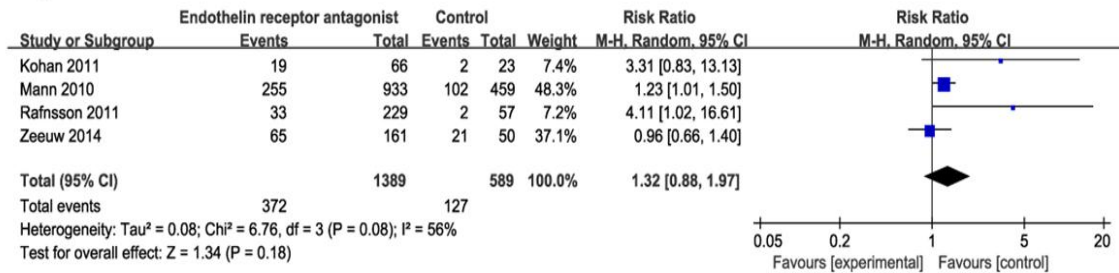 Endothelin receptor antagonist Control Risk Ratio Risk Ratio
Study or Subgroup Events Total Events Total Weight M-H, Random, 95% CI M-H, Random, 95% CI
Kohan 2011 19 66 2 23 7.4% 3.31 [0.83, 13.13]
Mann 2010 255 933 102 459 48.3% 1.23 [1.01, 1.50]
Rafnsson 2011 33 229 2 57 7.2% 4.11 [1.02, 16.61]
Zeeuw 2014 65 161 21 50 37.1% 0.96 [0.66, 1.40]
Total (95% CI) 1389 589 100.0% 1.32 [0.88, 1.97]
Total events 372 127
Heterogeneity: Tau² = 0.08; Chi² = 6.76, df = 3 (P = 0.08); I² = 56%
Test for overall effect: Z = 1.34 (P = 0.18)
0.05 0.2 1 5 20
Favours [experimental] Favours [control]